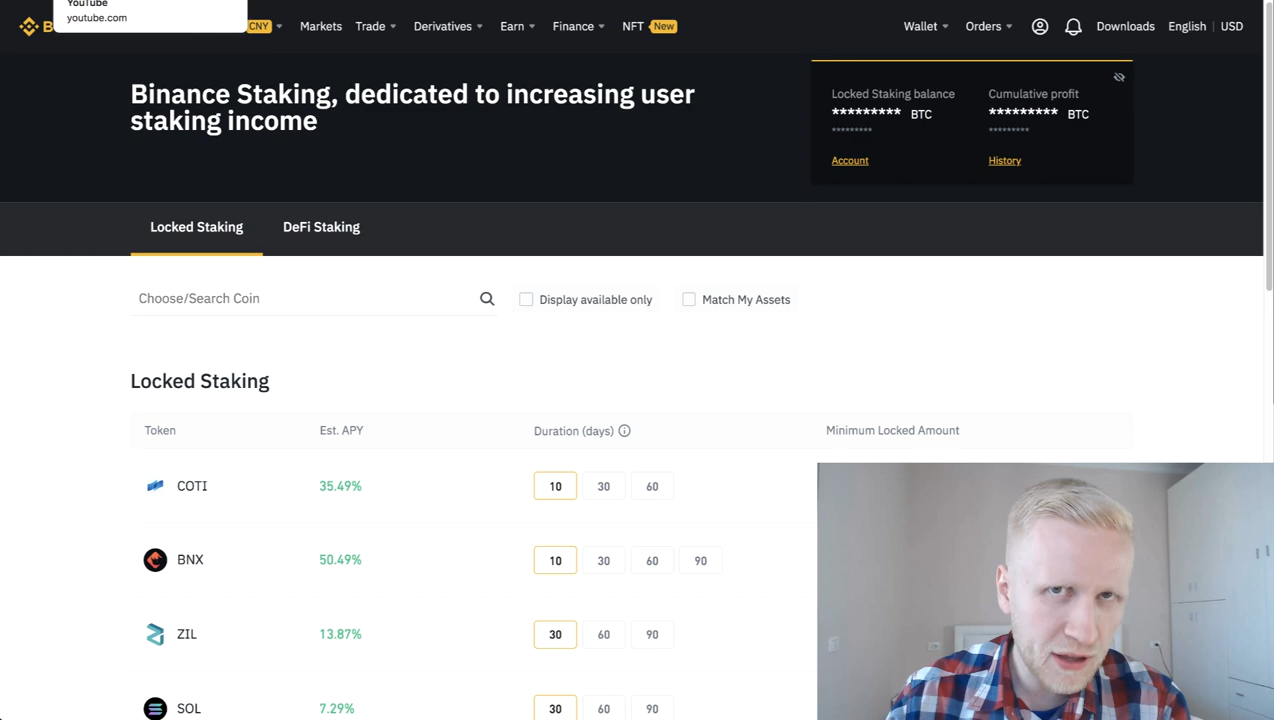 YouTube
youtube.com
CNY Markets Trade Derivatives Earn Finance NFT New Wallet Orders Downloads English | USD
Binance Staking, dedicated to increasing user
staking income
Locked Staking balance Cumulative profit
********* BTC ********* BTC
********* *********
Account History
Locked Staking DeFi Staking
Choose/Search Coin Display available only Match My Assets
Locked Staking
Token Est. APY Duration (days) Minimum Locked Amount
COTI 35.49% 10 30 60
BNX 50.49% 10 30 60 90
ZIL 13.87% 30 60 90
SOL 7.29% 30 60 90